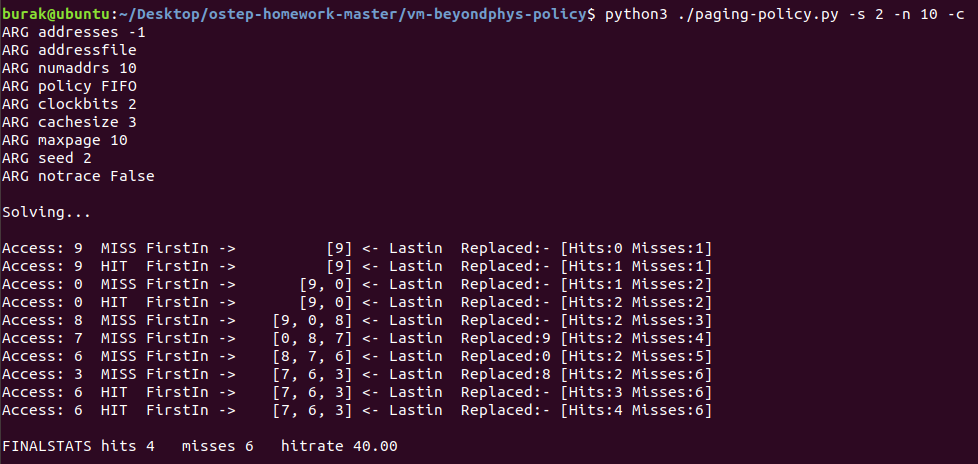 burak@ubuntu:~/Desktop/ostep-homework-master/vm-beyondphys-policy$ python3 ./paging-policy.py -s 2 -n 10 -c
ARG addresses -1
ARG addressfile
ARG numaddrs 10
ARG policy FIFO
ARG clockbits 2
ARG cachesize 3
ARG maxpage 10
ARG seed 2
ARG notrace False

Solving...

Access: 9  MISS FirstIn ->          [9] <- Lastin  Replaced:- [Hits:0 Misses:1]
Access: 9  HIT  FirstIn ->          [9] <- Lastin  Replaced:- [Hits:1 Misses:1]
Access: 0  MISS FirstIn ->       [9, 0] <- Lastin  Replaced:- [Hits:1 Misses:2]
Access: 0  HIT  FirstIn ->       [9, 0] <- Lastin  Replaced:- [Hits:2 Misses:2]
Access: 8  MISS FirstIn ->    [9, 0, 8] <- Lastin  Replaced:- [Hits:2 Misses:3]
Access: 7  MISS FirstIn ->    [0, 8, 7] <- Lastin  Replaced:9 [Hits:2 Misses:4]
Access: 6  MISS FirstIn ->    [8, 7, 6] <- Lastin  Replaced:0 [Hits:2 Misses:5]
Access: 3  MISS FirstIn ->    [7, 6, 3] <- Lastin  Replaced:8 [Hits:2 Misses:6]
Access: 6  HIT  FirstIn ->    [7, 6, 3] <- Lastin  Replaced:- [Hits:3 Misses:6]
Access: 6  HIT  FirstIn ->    [7, 6, 3] <- Lastin  Replaced:- [Hits:4 Misses:6]

FINALSTATS hits 4   misses 6   hitrate 40.00